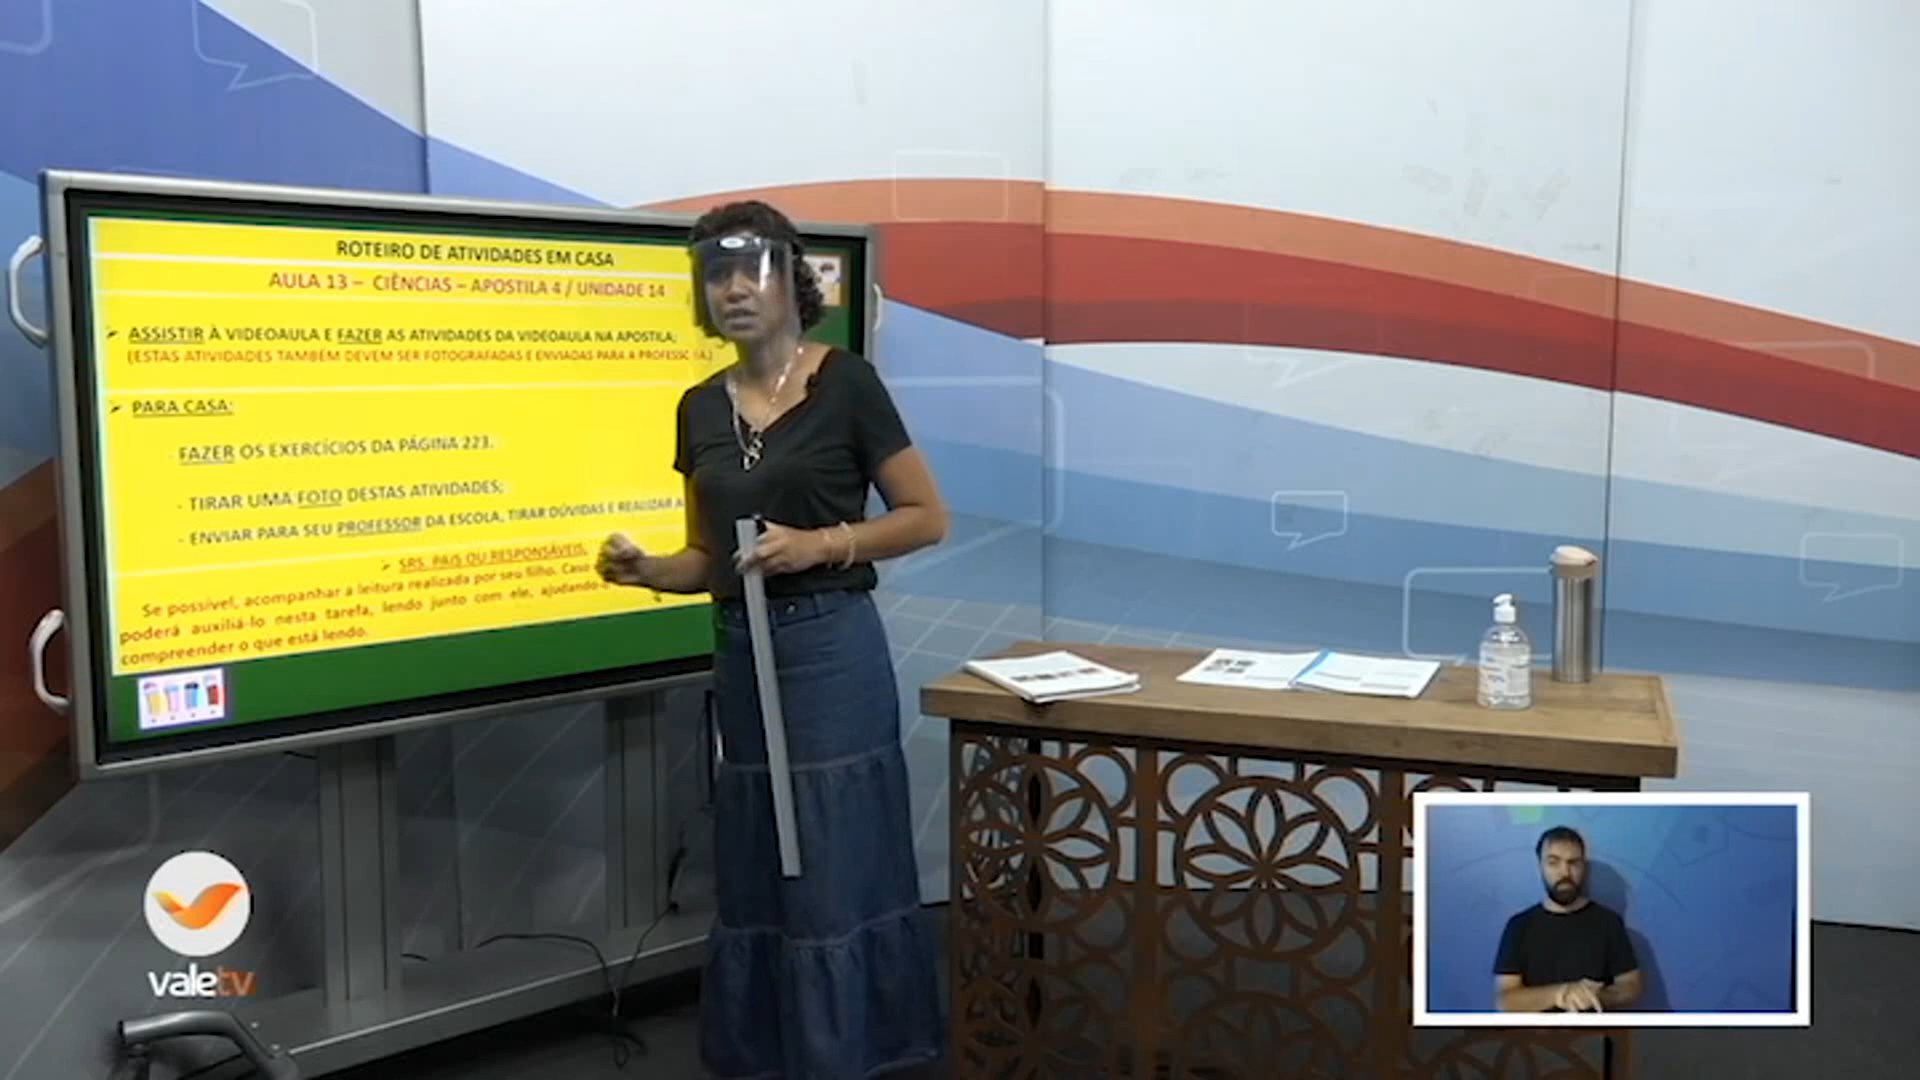 ROTEIRO DE ATIVIDADES EM CASA
AULA 13 – CIÊNCIAS – APOSTILA 4 / UNIDADE 14
➢ ASSISTIR À VIDEOAULA E FAZER AS ATIVIDADES DA VIDEOAULA NA APOSTILA;
(ESTAS ATIVIDADES TAMBÉM DEVEM SER FOTOGRAFADAS E ENVIADAS PARA A
➢ PARA CASA:
- FAZER OS EXERCÍCIOS DA PÁGINA 223.
- TIRAR UMA FOTO DESTAS ATIVIDADES;
- ENVIAR PARA SEU PROFESSOR DA ESCOLA, TIRAR DÚVIDAS E REALIZAR
➢ SRS. PAIS OU RESPONSÁVEIS,
Se possível, acompanhar a leitura realizada por seu filho. Caso
poderá auxiliá-lo nesta tarefa, lendo junto com ele,
compreender o que está lendo.
valetv